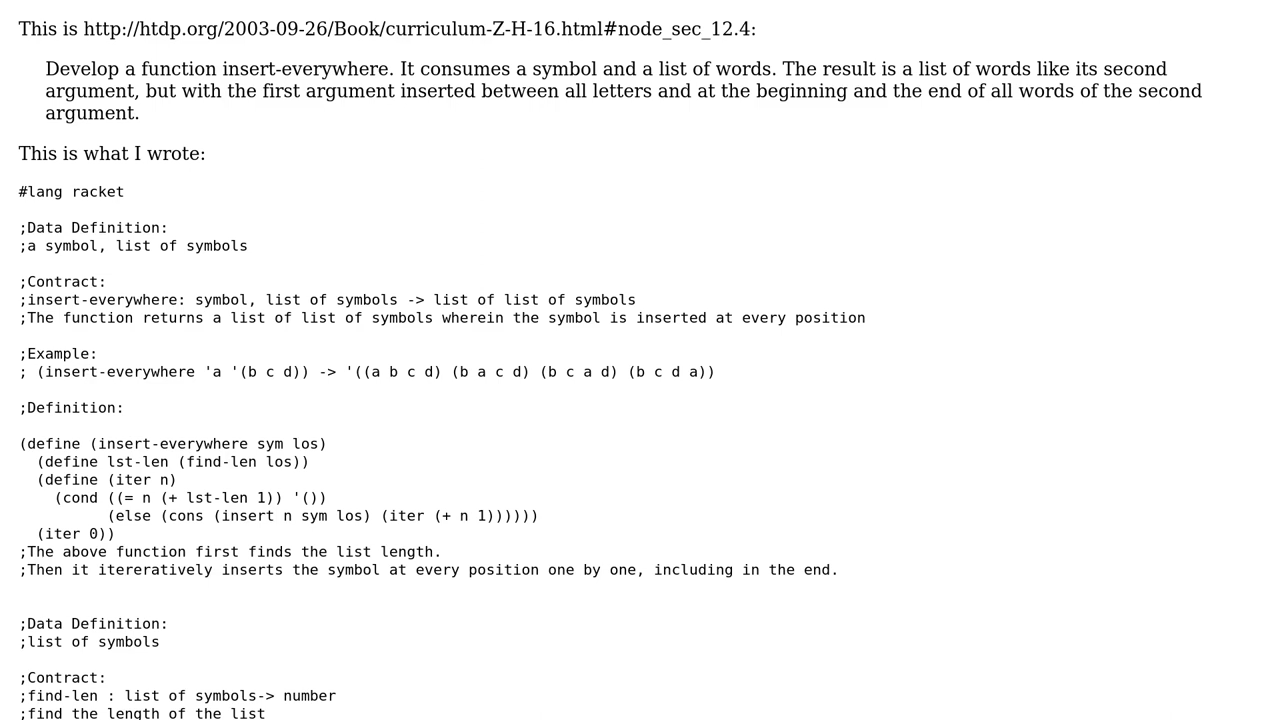 This is http://htdp.org/2003-09-26/Book/curriculum-Z-H-16.html#node_sec_12.4:
Develop a function insert-everywhere. It consumes a symbol and a list of words. The result is a list of words like its second
argument, but with the first argument inserted between all letters and at the beginning and the end of all words of the second
argument.
This is what I wrote:
#lang racket
;Data Definition:
;a symbol, list of symbols
;Contract:
;insert-everywhere: symbol, list of symbols -> list of list of symbols
;The function returns a list of list of symbols wherein the symbol is inserted at every position
;Example:
; (insert-everywhere 'a '(b c d)) -> '((a b c d) (b a c d) (b c a d) (b c d a))
;Definition:
(define (insert-everywhere sym los)
  (define lst-len (find-len los))
  (define (iter n)
    (cond ((= n (+ lst-len 1)) '())
          (else (cons (insert n sym los) (iter (+ n 1))))))
  (iter 0))
;The above function first finds the list length.
;Then it itereratively inserts the symbol at every position one by one, including in the end.
;Data Definition:
;list of symbols
;Contract:
;find-len : list of symbols-> number
;find the length of the list